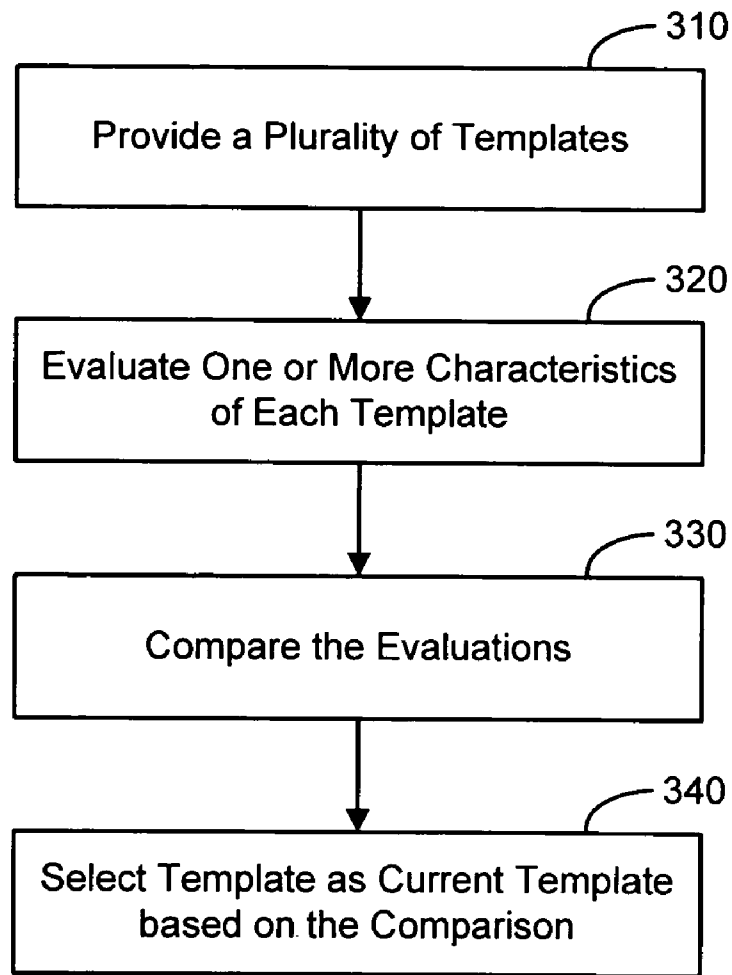 310
Provide a Plurality of Templates
320
Evaluate One or More Characteristics
of Each Template
330
Compare the Evaluations
340
Select Template as Current Template
based on the Comparison